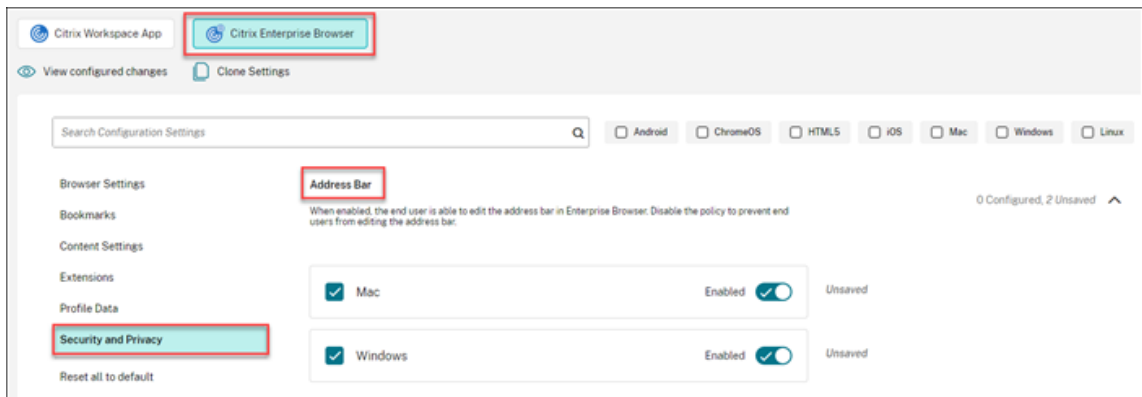 Citrix Workspace App
Citrix Enterprise Browser
View configured changes
Clone Settings
Search Configuration Settings
Android
ChromeOS
HTML5
iOS
Mac
Windows
Linux
Browser Settings
Bookmarks
Content Settings
Extensions
Profile Data
Security and Privacy
Reset all to default
Address Bar
When enabled, the end user is able to edit the address bar in Enterprise Browser. Disable the policy to prevent end
users from editing the address bar.
0 Configured, 2 Unsaved
Mac
Enabled
Unsaved
Windows
Enabled
Unsaved